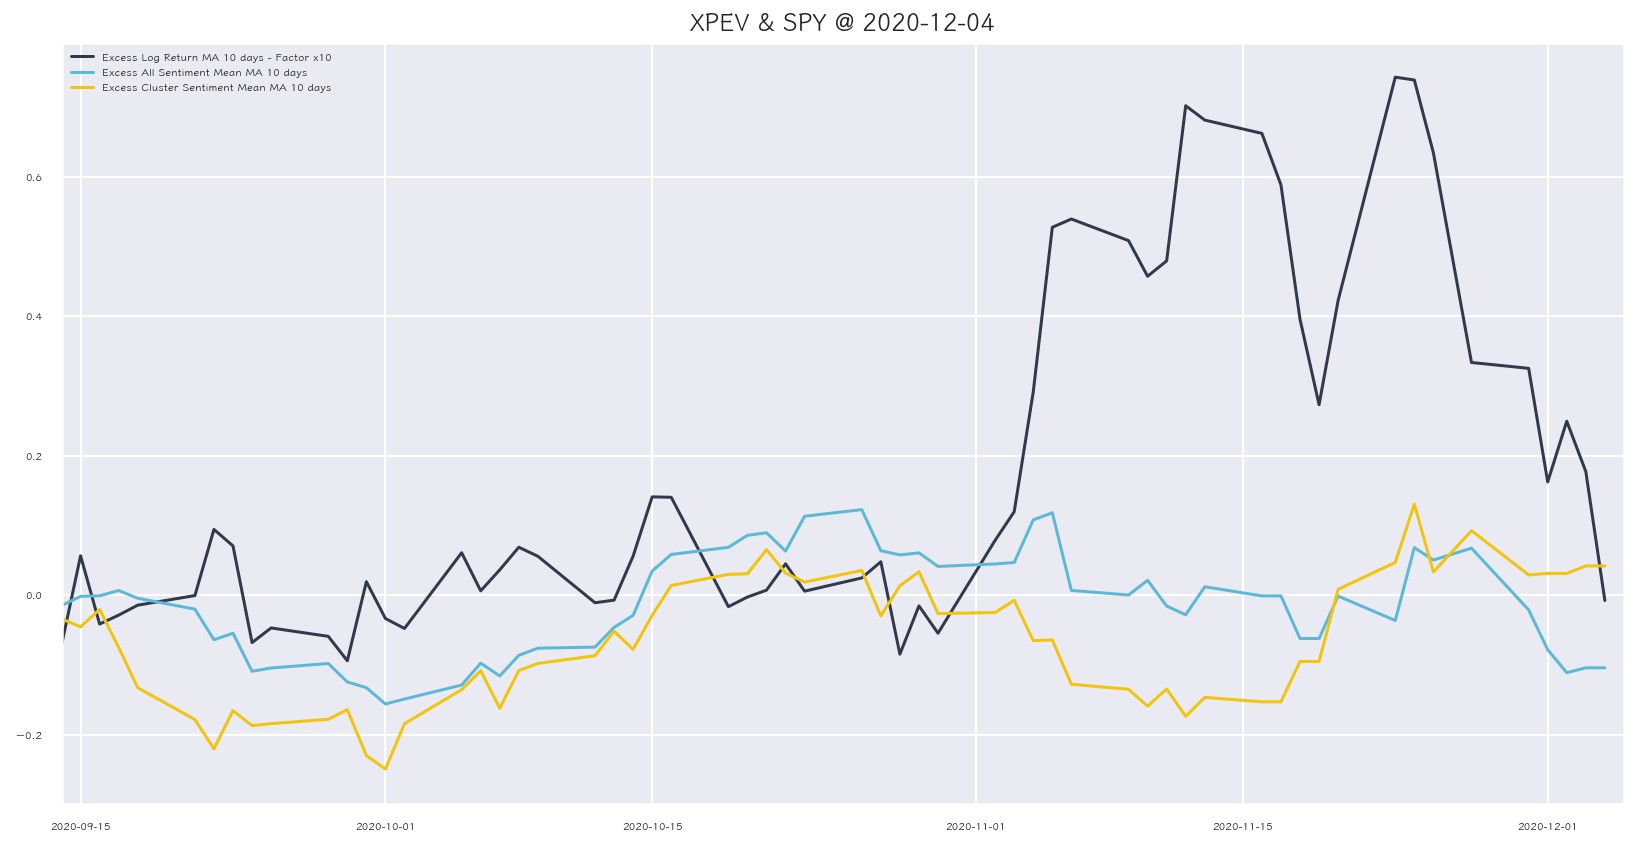 XPEV & SPY @ 2020-12-04
Excess Log Return MA 10 days - Factor x10
Excess All Sentiment Mean MA 10 days
Excess Cluster Sentiment Mean MA 10 days
0.6
0.4
0.2
0.0
−0.2
2020-09-15 2020-10-01 2020-10-15 2020-11-01 2020-11-15 2020-12-01